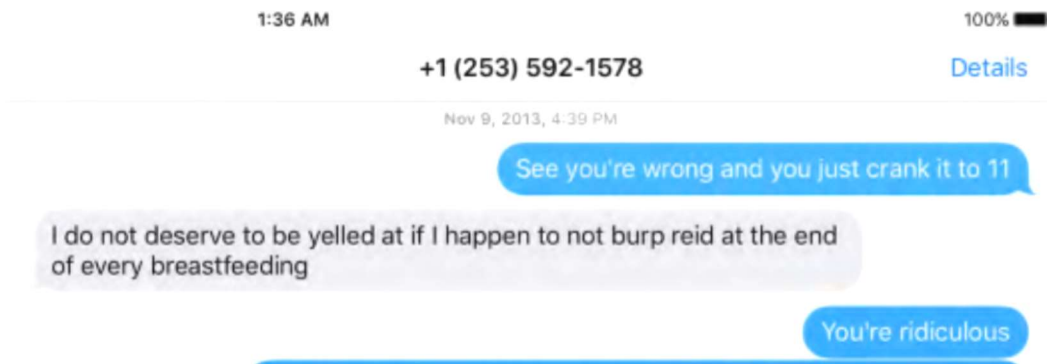 1:36 AM
100%
+1 (253) 592-1578
Details
Nov 9, 2013, 4:39 PM
See you're wrong and you just crank it to 11
I do not deserve to be yelled at if I happen to not burp reid at the end
of every breastfeeding
You're ridiculous